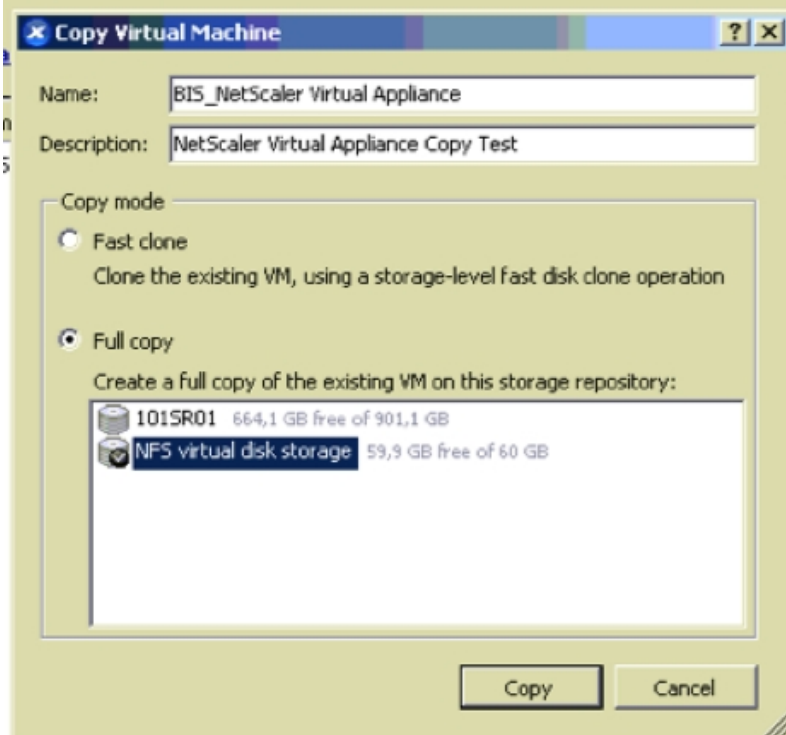 Copy Virtual Machine
Name: BIS_NetScaler Virtual Appliance
Description: NetScaler Virtual Appliance Copy Test
Copy mode
Fast clone
Clone the existing VM, using a storage-level fast disk clone operation
Full copy
Create a full copy of the existing VM on this storage repository:
101SR01 664,1 GB free of 901,1 GB
NFS virtual disk storage 59,9 GB free of 60 GB
Copy Cancel